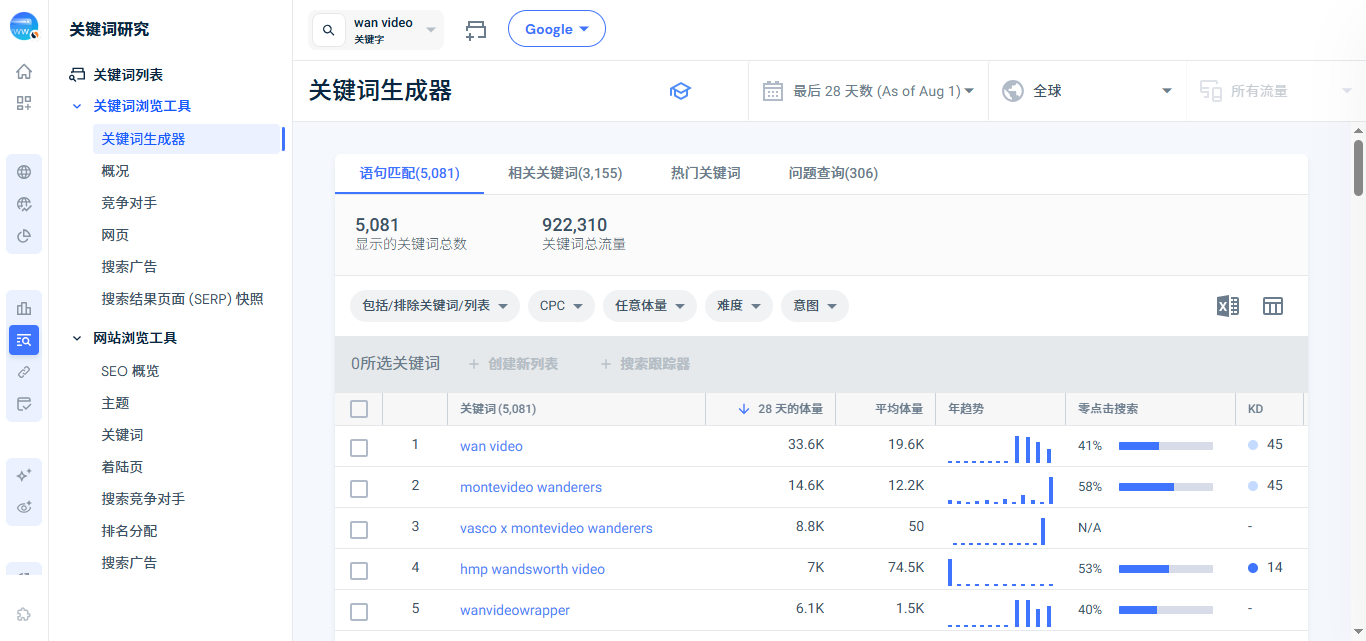 关键词研究
关键词列表
关键词浏览工具
关键词生成器
概况
竞争对手
网页
搜索广告
搜索结果页面 (SERP) 快照
网站浏览工具
SEO 概览
主题
关键词
着陆页
搜索竞争对手
排名分配
搜索广告
wan video
关键字
Google
关键词生成器
最后 28 天数 (As of Aug 1)
全球
所有流量
语句匹配(5,081) 相关关键词(3,155) 热门关键词 问题查询(306)
5,081 922,310
显示的关键词总数 关键词总流量
包括/排除关键词/列表 CPC 任意体量 难度 意图
0所选关键词 + 创建新列表 + 搜索跟踪器
关键词 (5,081) 28 天的体量 平均体量 年趋势 零点击搜索 KD
1 wan video 33.6K 19.6K 41% 45
2 montevideo wanderers 14.6K 12.2K 58% 45
3 vasco x montevideo wanderers 8.8K 50 N/A -
4 hmp wandsworth video 7K 74.5K 53% 14
5 wanvideowrapper 6.1K 1.5K 40% -